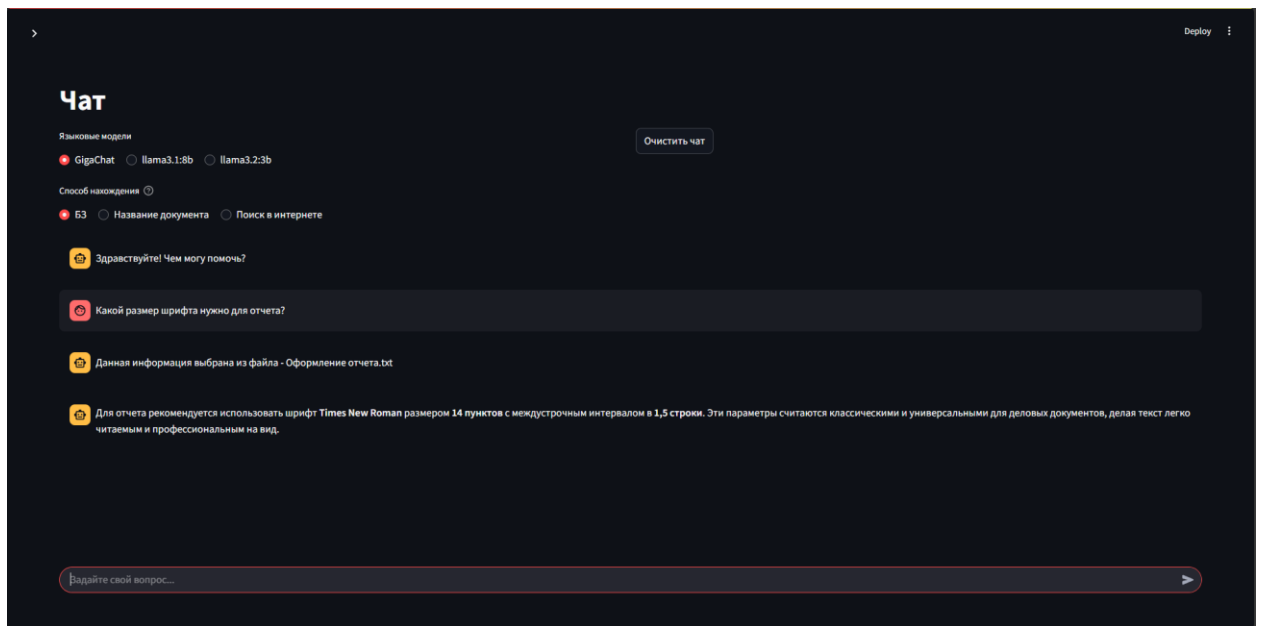 Deploy
Чат
Языковые модели
Очистить чат
GigaChat llama3.1:8b llama3.2:3b
Способ нахождения
БЗ Название документа Поиск в интернете
Здравствуйте! Чем могу помочь?
Какой размер шрифта нужно для отчета?
Данная информация выбрана из файла - Оформление отчета.txt
Для отчета рекомендуется использовать шрифт Times New Roman размером 14 пунктов с междустрочным интервалом в 1,5 строки. Эти параметры считаются классическими и универсальными для деловых документов, делая текст легко
читаемым и профессиональным на вид.
Задайте свой вопрос...